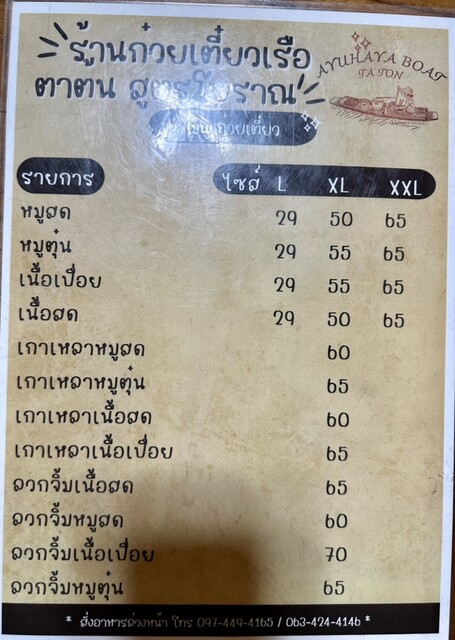 ร้านก๋วยเตี๋ยวเรือ
ตาต้น สูตรโบราณ
AYUHAYA BOAT
TA TON
เมนูก๋วยเตี๋ยว
รายการ ไซส์ L XL XXL
หมูสด 29 50 65
หมูตุ๋น 29 55 65
เนื้อเปื่อย 29 55 65
เนื้อสด 29 50 65
เกาเหลาหมูสด 60
เกาเหลาหมูตุ๋น 65
เกาเหลาเนื้อสด 60
เกาเหลาเนื้อเปื่อย 65
ลวกจิ้มเนื้อสด 65
ลวกจิ้มหมูสด 60
ลวกจิ้มเนื้อเปื่อย 70
ลวกจิ้มหมูตุ๋น 65
* สั่งอาหารล่วงหน้า โทร 097-449-4165 / 063-424-4146 *